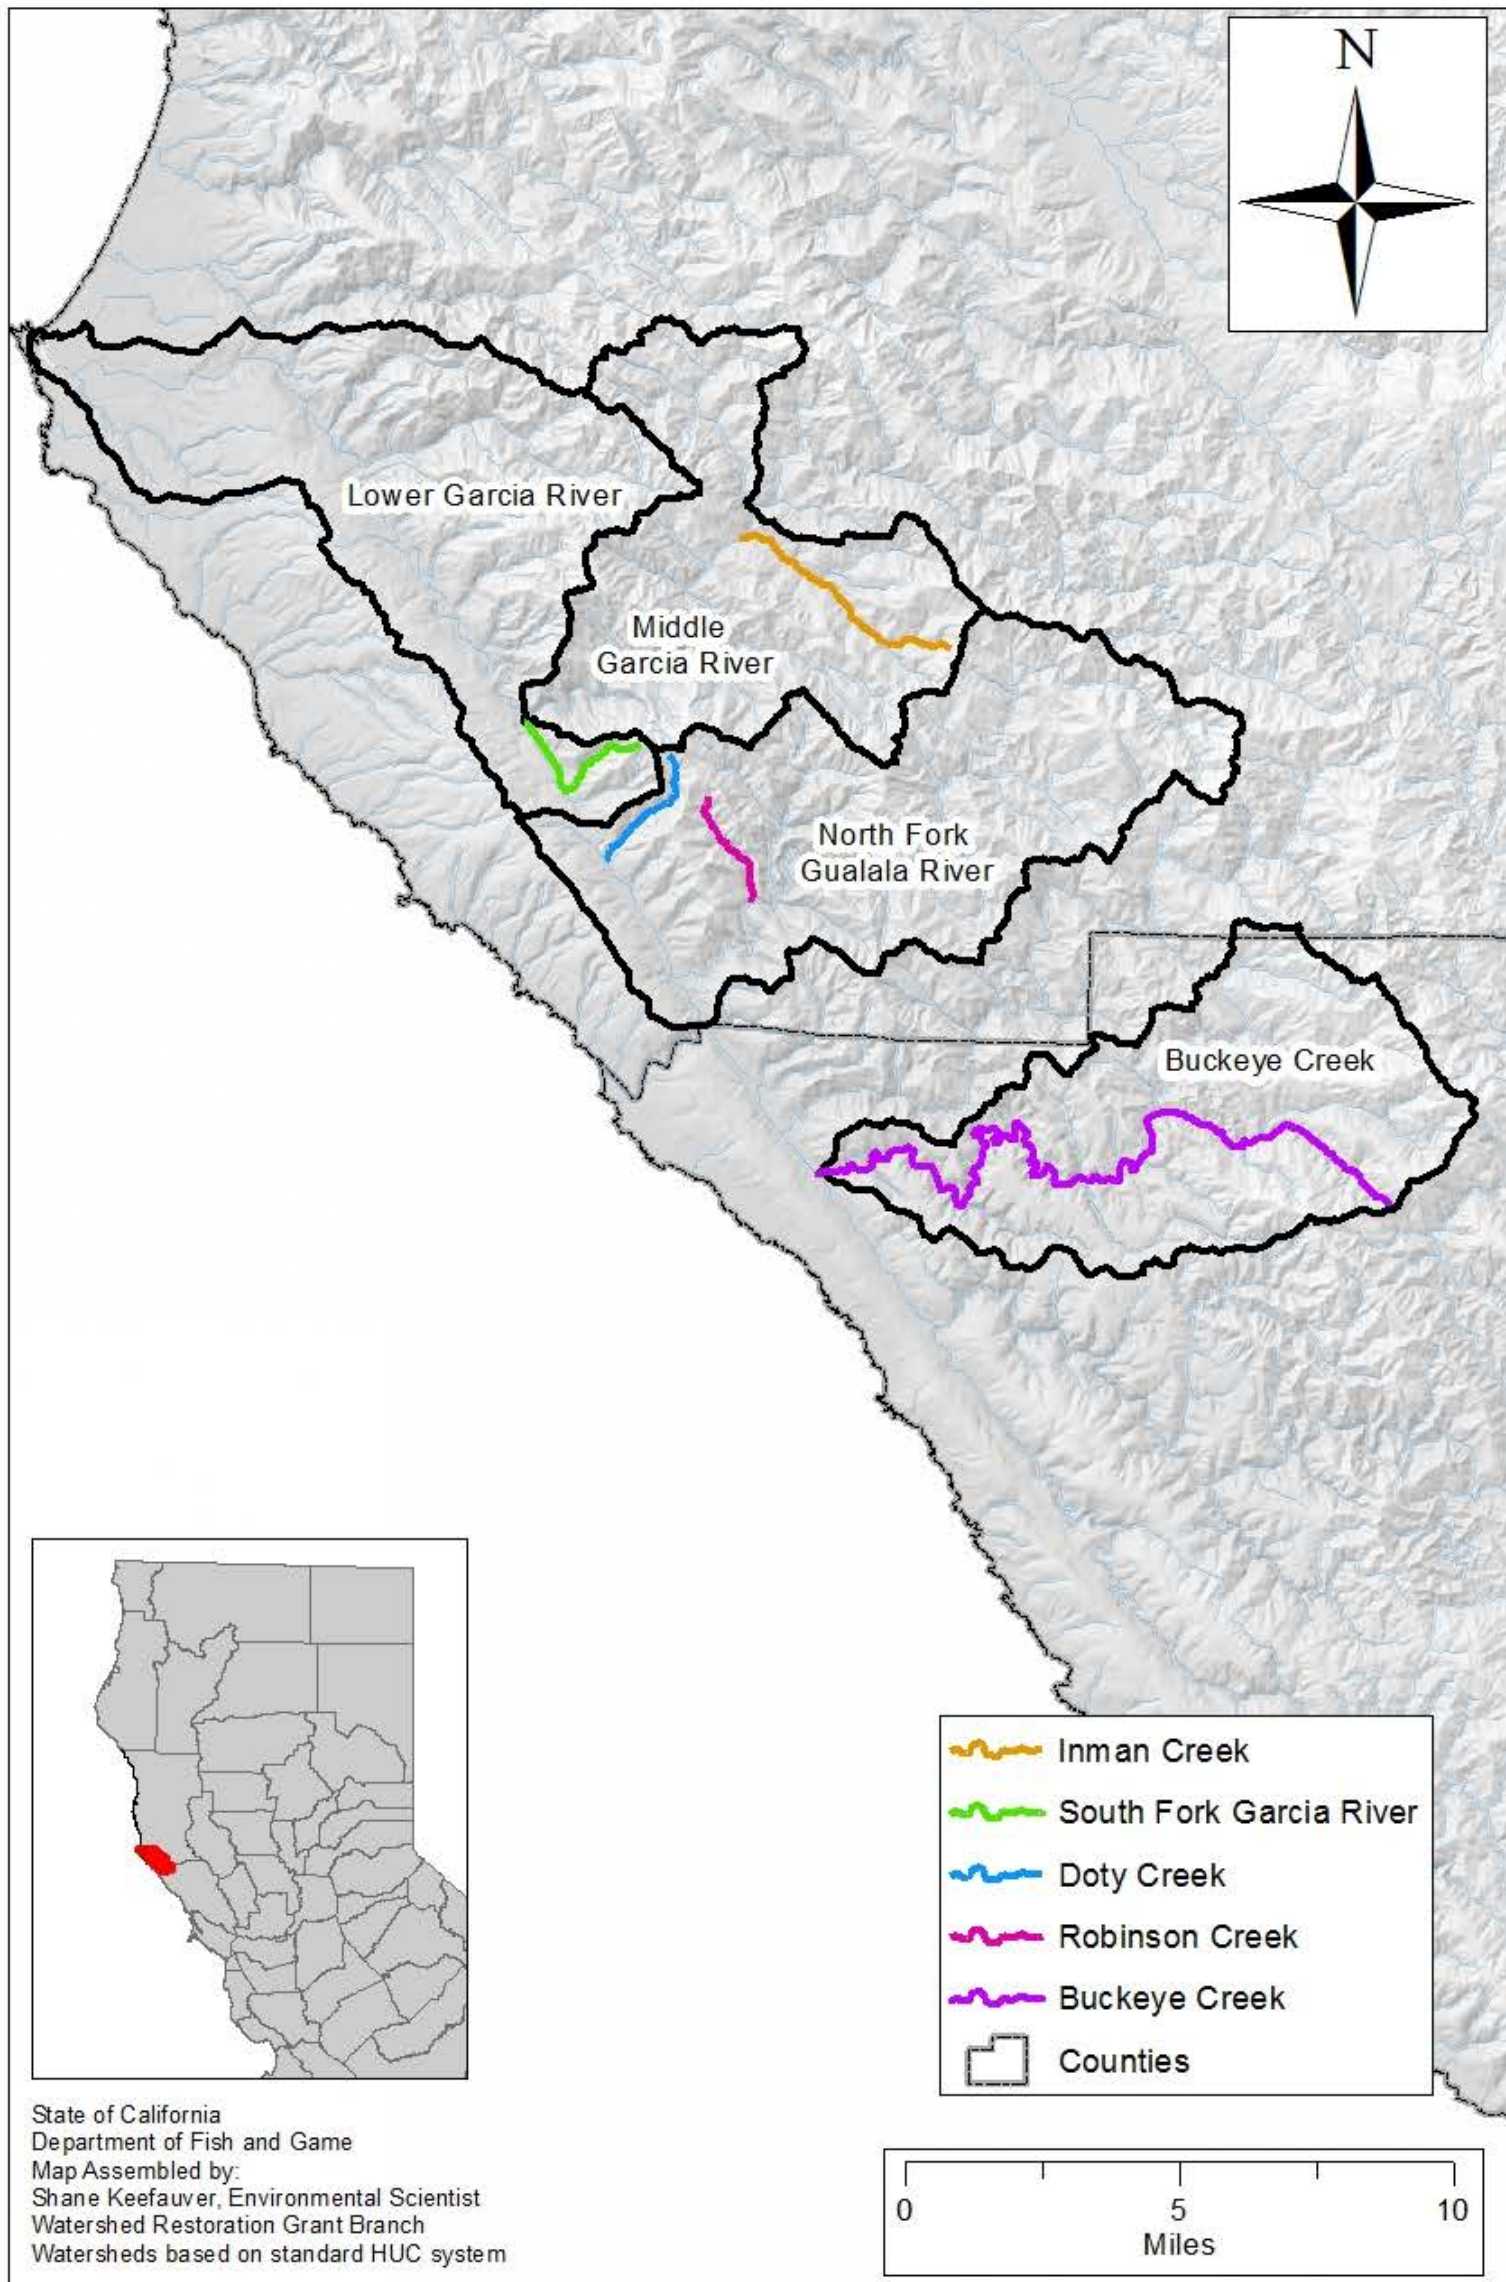 N
Lower Garcia River
Middle
Garcia River
North Fork
Gualala River
Buckeye Creek
Inman Creek
South Fork Garcia River
Doty Creek
Robinson Creek
Buckeye Creek
Counties
State of California
Department of Fish and Game
Map Assembled by:
Shane Keefauver, Environmental Scientist
Watershed Restoration Grant Branch
Watersheds based on standard HUC system
0 5 10
Miles